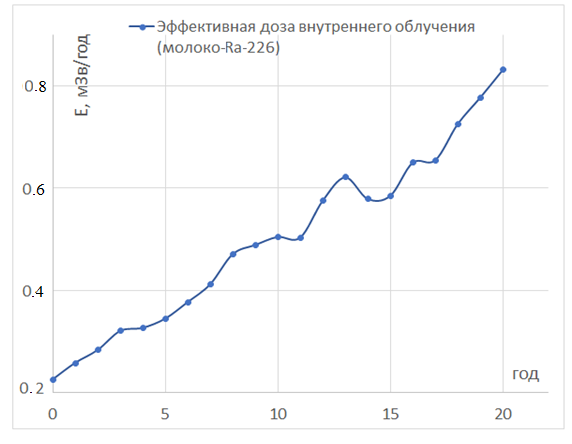 Эффективная доза внутреннего облучения
(молоко-Ra-226)
E, мЗв/год
0.8
0.6
0.4
0.2
год
0 5 10 15 20